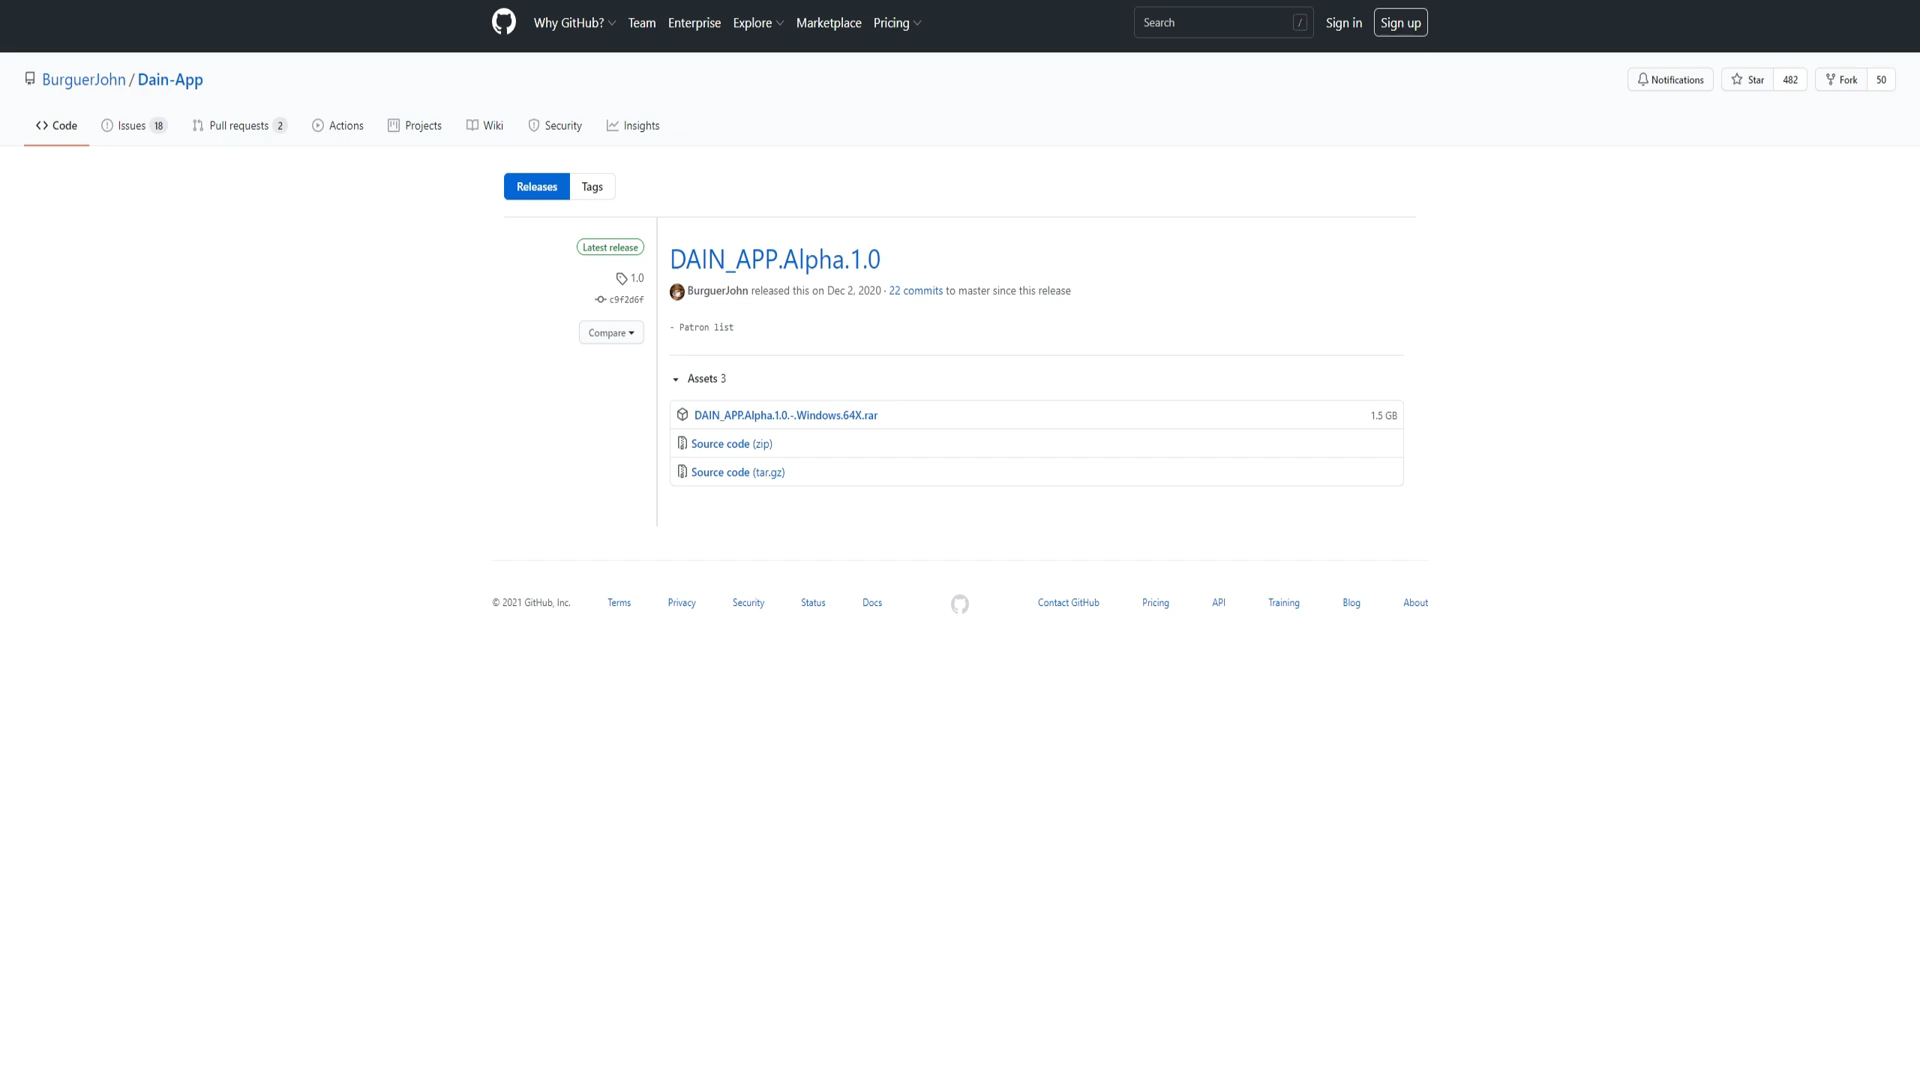 Why GitHub? Team Enterprise Explore Marketplace Pricing Search / Sign in Sign up
BurguerJohn / Dain-App Notifications Star 482 Fork 50
Code Issues 18 Pull requests 2 Actions Projects Wiki Security Insights
Releases Tags
Latest release
1.0
c9f2d6f
Compare
DAIN_APP.Alpha.1.0
BurguerJohn released this on Dec 2, 2020 · 22 commits to master since this release
- Patron list
Assets 3
DAIN_APP.Alpha.1.0.-.Windows.64X.rar 1.5 GB
Source code (zip)
Source code (tar.gz)
© 2021 GitHub, Inc. Terms Privacy Security Status Docs Contact GitHub Pricing API Training Blog About